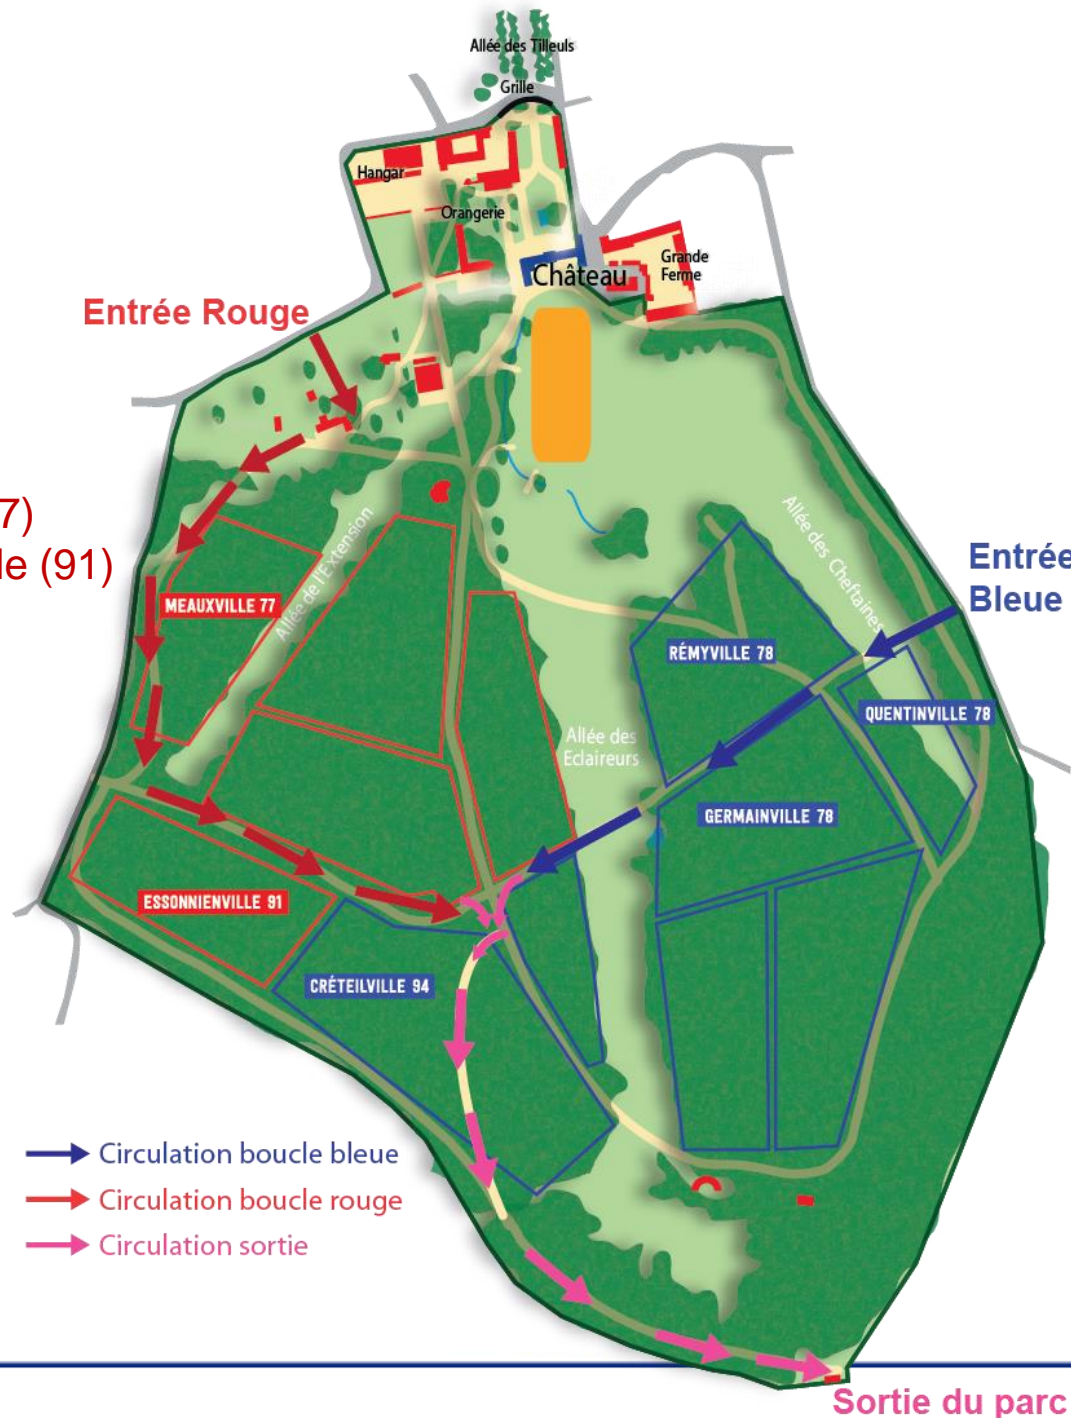 Allée des Tilleuls
Grille
Hangar
Orangerie
Château
Grande
Ferme
Entrée Rouge
7)
le (91)
Allée de l'Extension
Allée des Cheftaines
Entrée
Bleue
MEAUXVILLE 77
RÉMYVILLE 78
QUENTINVILLE 78
Allée des
Eclaireurs
GERMAINVILLE 78
ESSONNIENVILLE 91
CRÉTEILVILLE 94
Circulation boucle bleue
Circulation boucle rouge
Circulation sortie
Sortie du parc